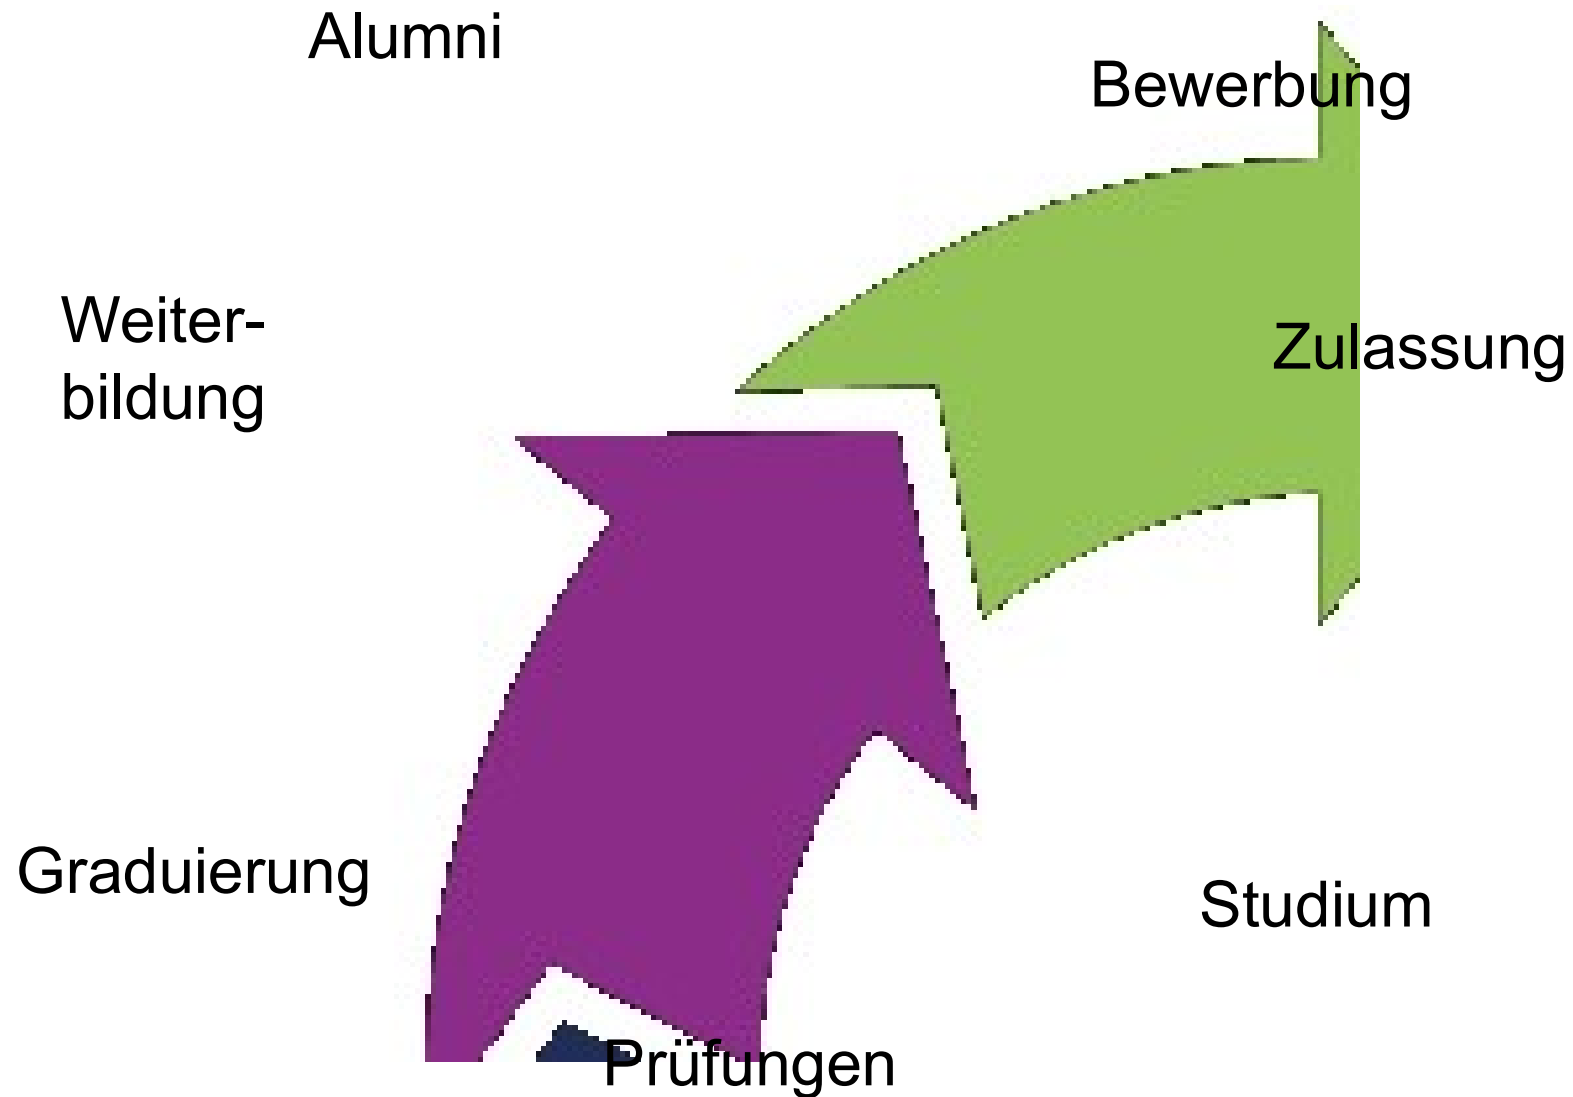 Alumni
Bewerbung
Weiter-
bildung
Zulassung
Graduierung
Studium
Prüfungen